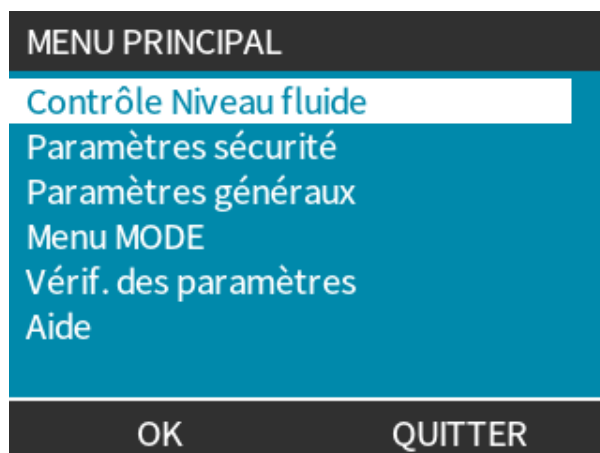 MENU PRINCIPAL
Contrôle Niveau fluide
Paramètres sécurité
Paramètres généraux
Menu MODE
Vérif. des paramètres
Aide
OK QUITTER